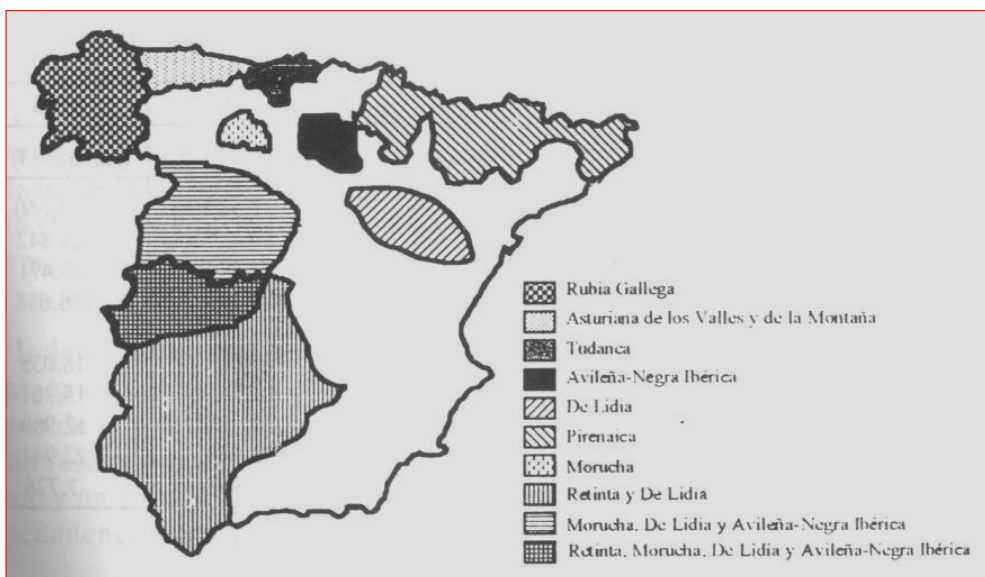 Rubia Gallega
Asturiana de los Valles y de la Montaña
Tudanca
Avileña-Negra Ibérica
De Lidia
Pirenaica
Morucha
Retinta y De Lidia
Morucha, De Lidia y Avileña-Negra Ibérica
Retinta, Morucha, De Lidia y Avileña-Negra Ibérica